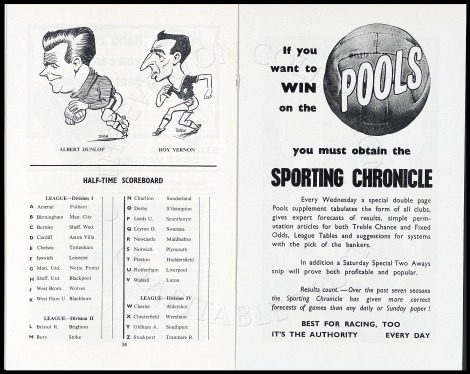 ALBERT DUNLOP
ROY VERNON
HALF-TIME SCOREBOARD
LEAGUE—Division I
A Arsenal Fulham
B Birmingham Man. City
C Burnley Sheff. Wed.
D Cardiff Aston Villa
E Chelsea Tottenham
F Ipswich Leicester
G Man. Utd. Notts. Forest
H Sheff. Utd. Blackpool
I West Brom. Wolves
J West Ham U. Blackburn
LEAGUE—Division II
L Bristol R. Brighton
M Bury Stoke
N Charlton Sunderland
O Derby S'thampton
P Leeds U. Scunthorpe
Q Leyton O. Swansea
R Newcastle Middlesbro
S Norwich Plymouth
T Preston Huddersfield
U Rotherham Liverpool
V Walsall Luton
LEAGUE—Division IV
W Chester Aldershot
X Chesterfield Wrexham
Y Oldham A. Southport
Z Stockport Tranmere R.
14
If you
want to
WIN
on the
POOLS
you must obtain the
SPORTING CHRONICLE
Every Wednesday a special double page
Pools supplement tabulates the form of all clubs,
gives expert forecasts of results, simple perm-
utation articles for both Treble Chance and Fixed
Odds, League Tables and suggestions for systems
with the pick of the bankers.
In addition a Saturday Special Two Aways
snip will prove both profitable and popular.
Results count.—Over the past seven seasons
the Sporting Chronicle has given more correct
forecasts of games than any daily or Sunday paper!
BEST FOR RACING, TOO
IT'S THE AUTHORITY EVERY DAY